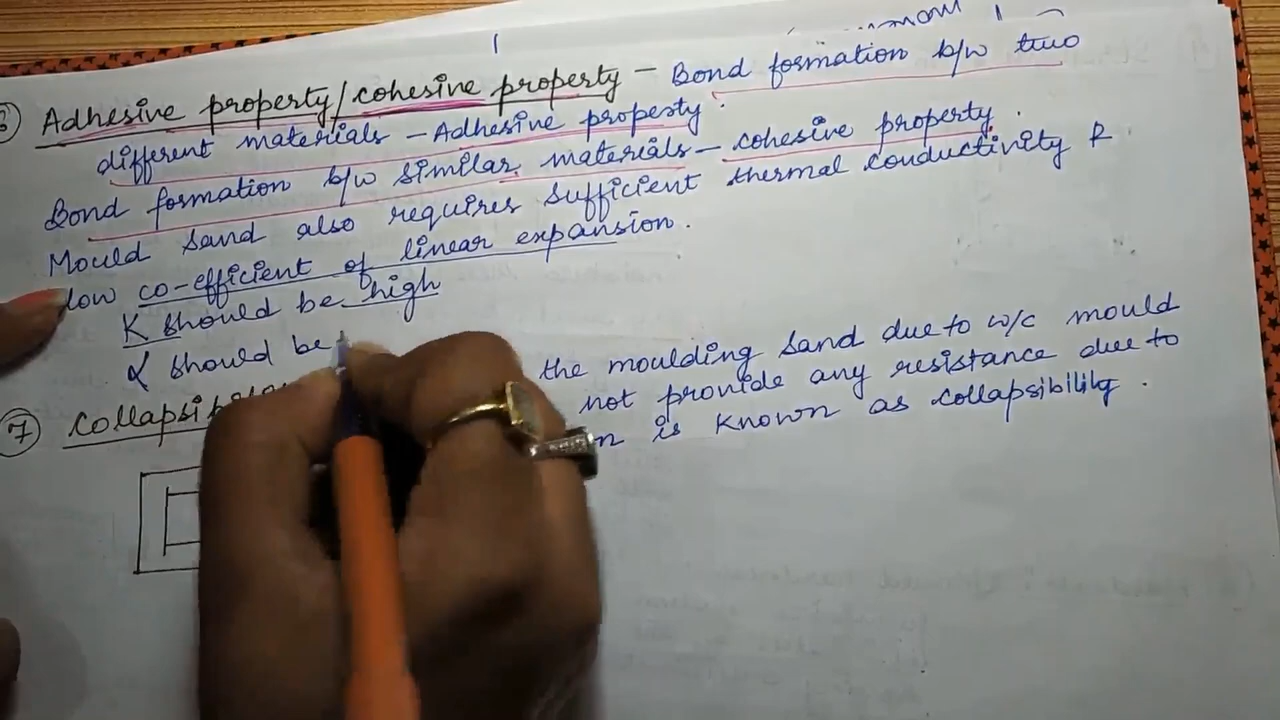 6) Adhesive property/cohesive property - Bond formation b/w two
different materials - Adhesive property.
Bond formation b/w similar materials - cohesive property.
Mould sand also requires sufficient thermal conductivity &
low co-efficient of linear expansion.
K should be high
α should be
7 Collapsi
the moulding sand due to w/c mould
not provide any resistance due to
n is known as collapsibility.